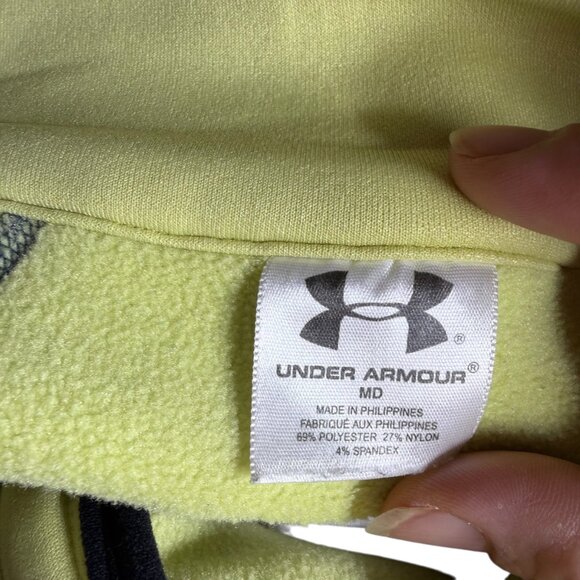 ®
UNDER ARMOUR®
MD
MADE IN PHILIPPINES
FABRIQUÉ AUX PHILIPPINES
69% POLYESTER 27% NYLON
4% SPANDEX